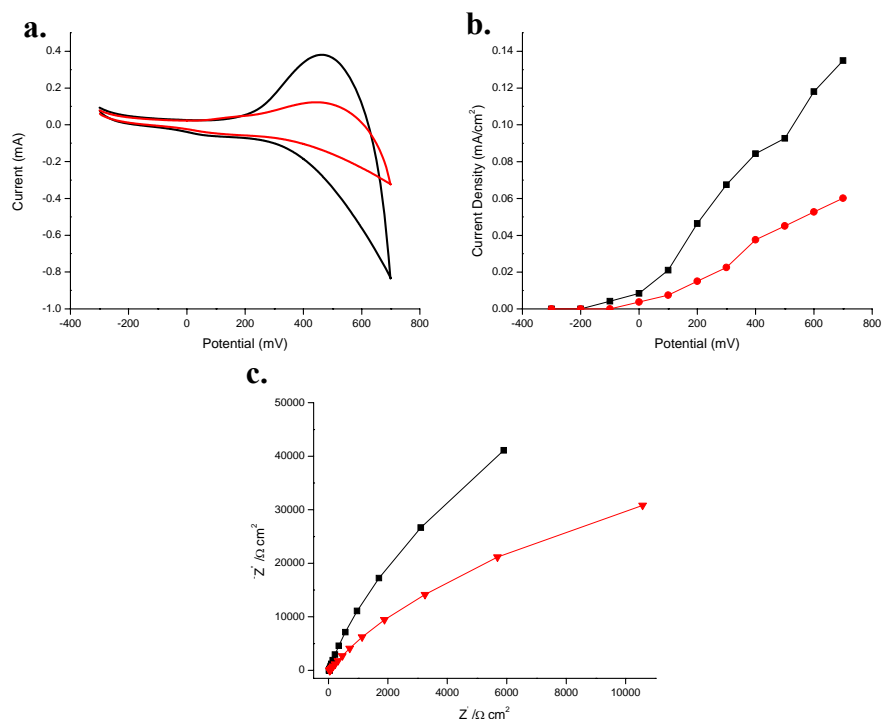 a.
0.4
0.2
0.0
-0.2
-0.4
-0.6
-0.8
-1.0
Current (mA)
-400 -200 0 200 400 600 800
Potential (mV)
b.
0.14
0.12
0.10
0.08
0.06
0.04
0.02
0.00
Current Density (mA/cm²)
-400 -200 0 200 400 600 800
Potential (mV)
c.
50000
40000
30000
20000
10000
0
-Z'' /Ω cm²
0 2000 4000 6000 8000 10000
Z' /Ω cm²